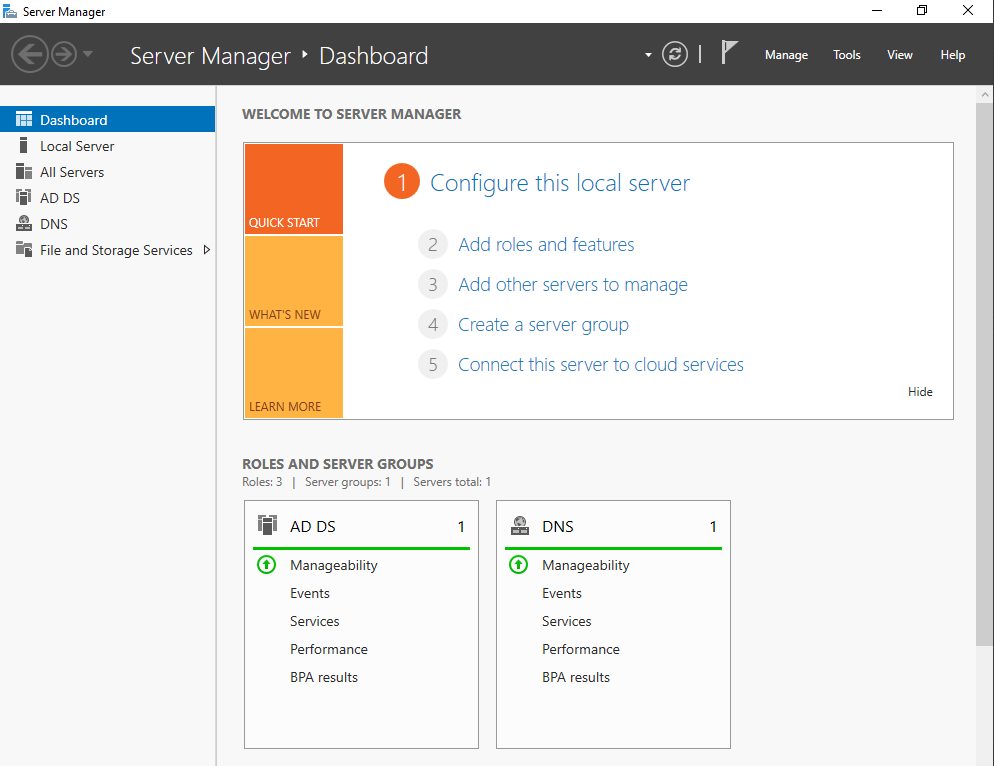 Server Manager
Server Manager ‣ Dashboard
Manage Tools View Help
Dashboard
Local Server
All Servers
AD DS
DNS
File and Storage Services
WELCOME TO SERVER MANAGER
QUICK START
WHAT'S NEW
LEARN MORE
1 Configure this local server
2 Add roles and features
3 Add other servers to manage
4 Create a server group
5 Connect this server to cloud services
Hide
ROLES AND SERVER GROUPS
Roles: 3 | Server groups: 1 | Servers total: 1
AD DS 1
Manageability
Events
Services
Performance
BPA results
DNS 1
Manageability
Events
Services
Performance
BPA results